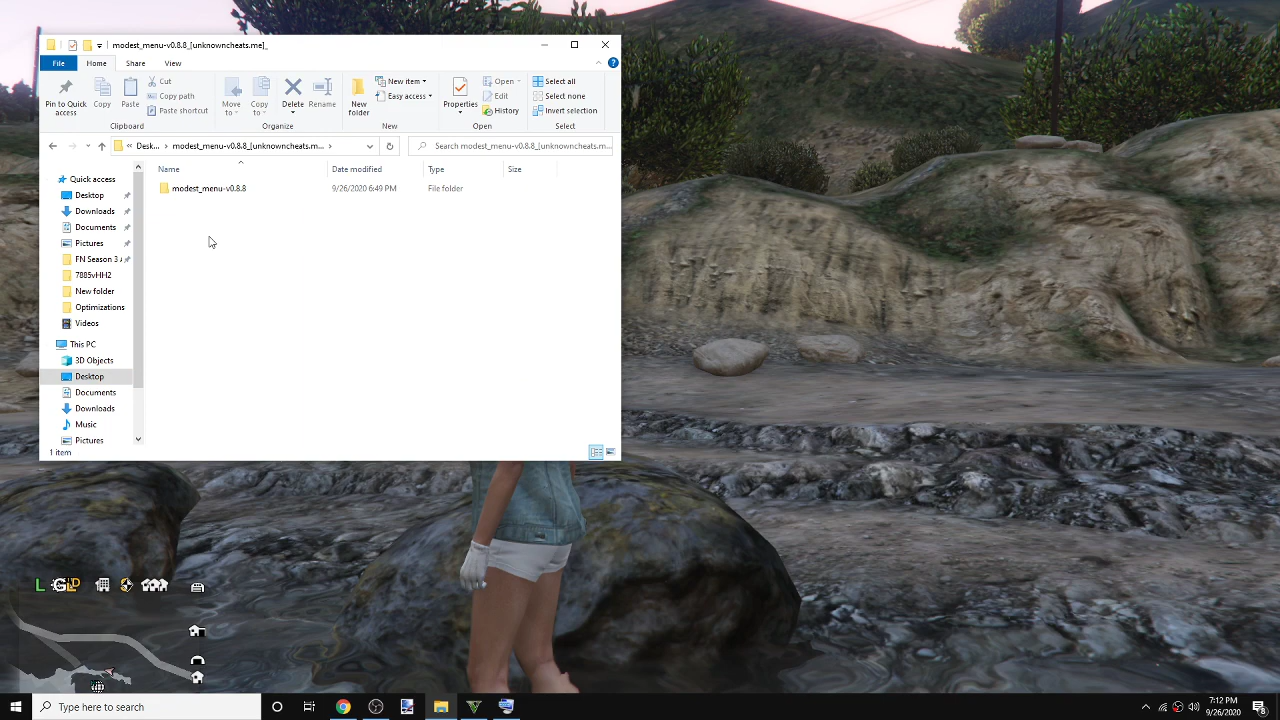 modest_menu-v0.8.8_[unknowncheats.me]_
File Home Share View
Pin to Quick access
Copy
Paste
Cut
Copy path
Paste shortcut
Clipboard
Move to
Copy to
Delete
Rename
Organize
New folder
New item
Easy access
New
Properties
Open
Edit
History
Open
Select all
Select none
Invert selection
Select
« Desk... › modest_menu-v0.8.8_[unknowncheats.m... ›
Search modest_menu-v0.8.8_[unknowncheats.m...
Name Date modified Type Size
modest_menu-v0.8.8 9/26/2020 6:49 PM File folder
Quick access
Desktop
Downloads
Documents
Pictures
FN Season 3
7885vHH2
New folder
Optimizations
Videos
This PC
3D Objects
Desktop
Documents
Downloads
Music
Pictures
1 item
L
Type here to search
7:12 PM
9/26/2020
8